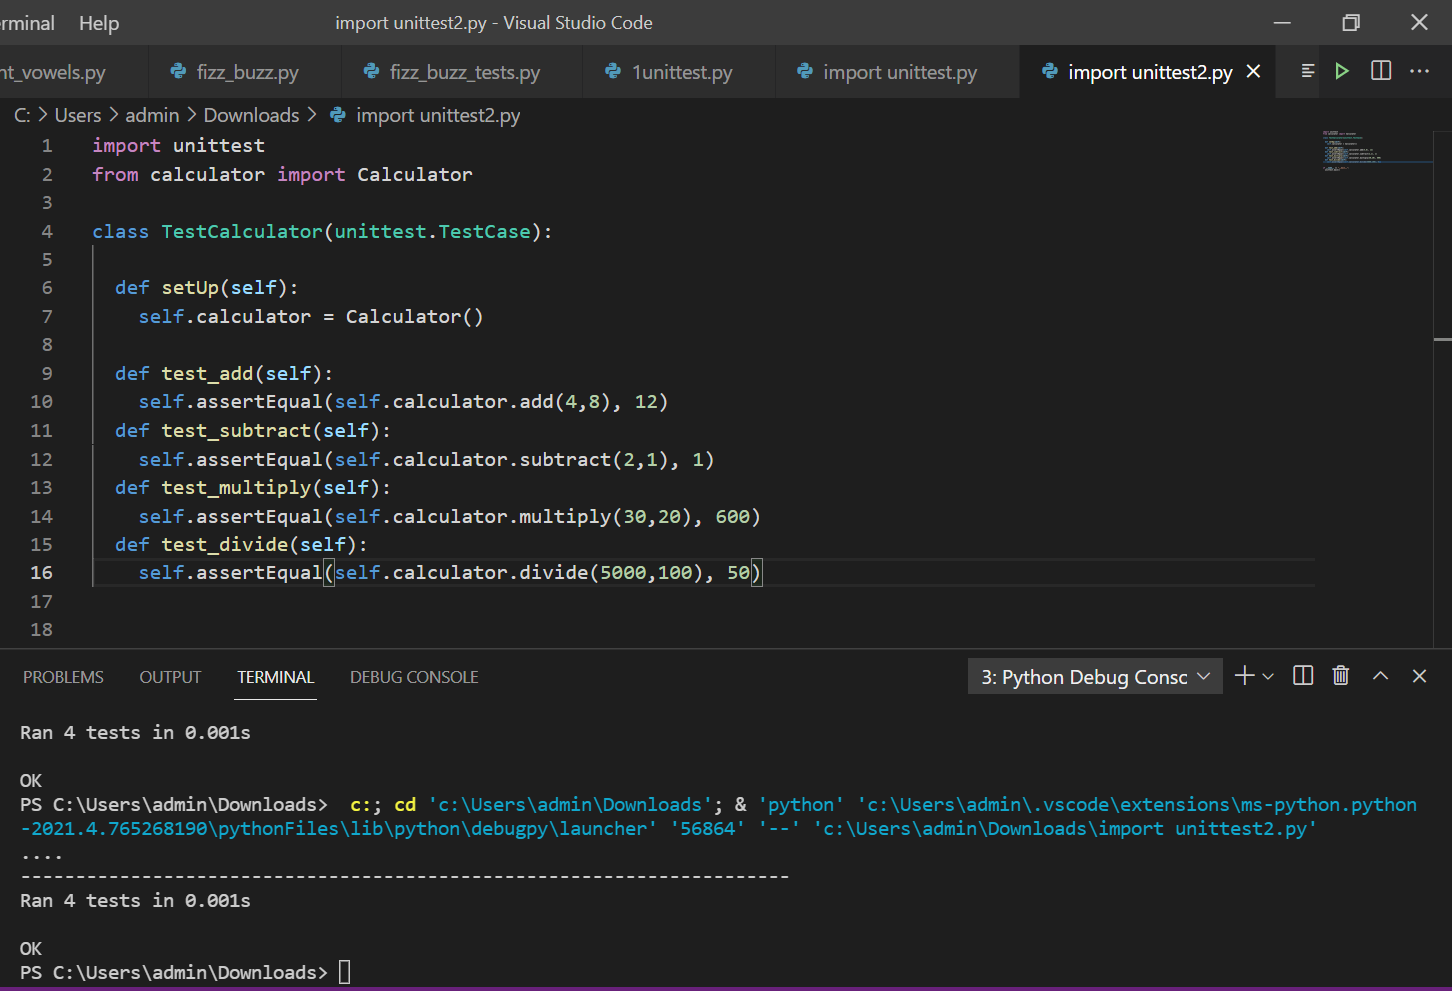 rminal Help import unittest2.py - Visual Studio Code
nt_vowels.py fizz_buzz.py fizz_buzz_tests.py 1unittest.py import unittest.py import unittest2.py
C: > Users > admin > Downloads > import unittest2.py
1 import unittest
2 from calculator import Calculator
3
4 class TestCalculator(unittest.TestCase):
5
6 def setUp(self):
7 self.calculator = Calculator()
8
9 def test_add(self):
10 self.assertEqual(self.calculator.add(4,8), 12)
11 def test_subtract(self):
12 self.assertEqual(self.calculator.subtract(2,1), 1)
13 def test_multiply(self):
14 self.assertEqual(self.calculator.multiply(30,20), 600)
15 def test_divide(self):
16 self.assertEqual(self.calculator.divide(5000,100), 50)
17
18
PROBLEMS OUTPUT TERMINAL DEBUG CONSOLE 3: Python Debug Consc
Ran 4 tests in 0.001s
OK
PS C:\Users\admin\Downloads> c:; cd 'c:\Users\admin\Downloads'; & 'python' 'c:\Users\admin\.vscode\extensions\ms-python.python
-2021.4.765268190\pythonFiles\lib\python\debugpy\launcher' '56864' '--' 'c:\Users\admin\Downloads\import unittest2.py'
....
----------------------------------------------------------------------
Ran 4 tests in 0.001s
OK
PS C:\Users\admin\Downloads>